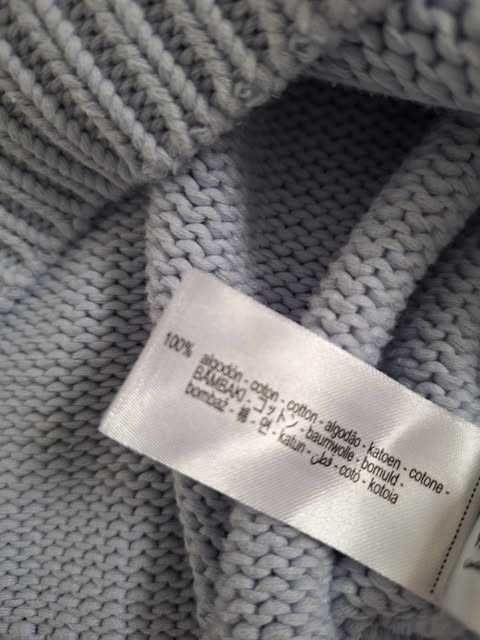 100% algodón - coton - cotton - algodão - katoen - cotone -
BAMBAKI - コットン - baumwolle - bomuld -
bombaž - 棉 - 면 - katun - قطن - cotó - kotoia